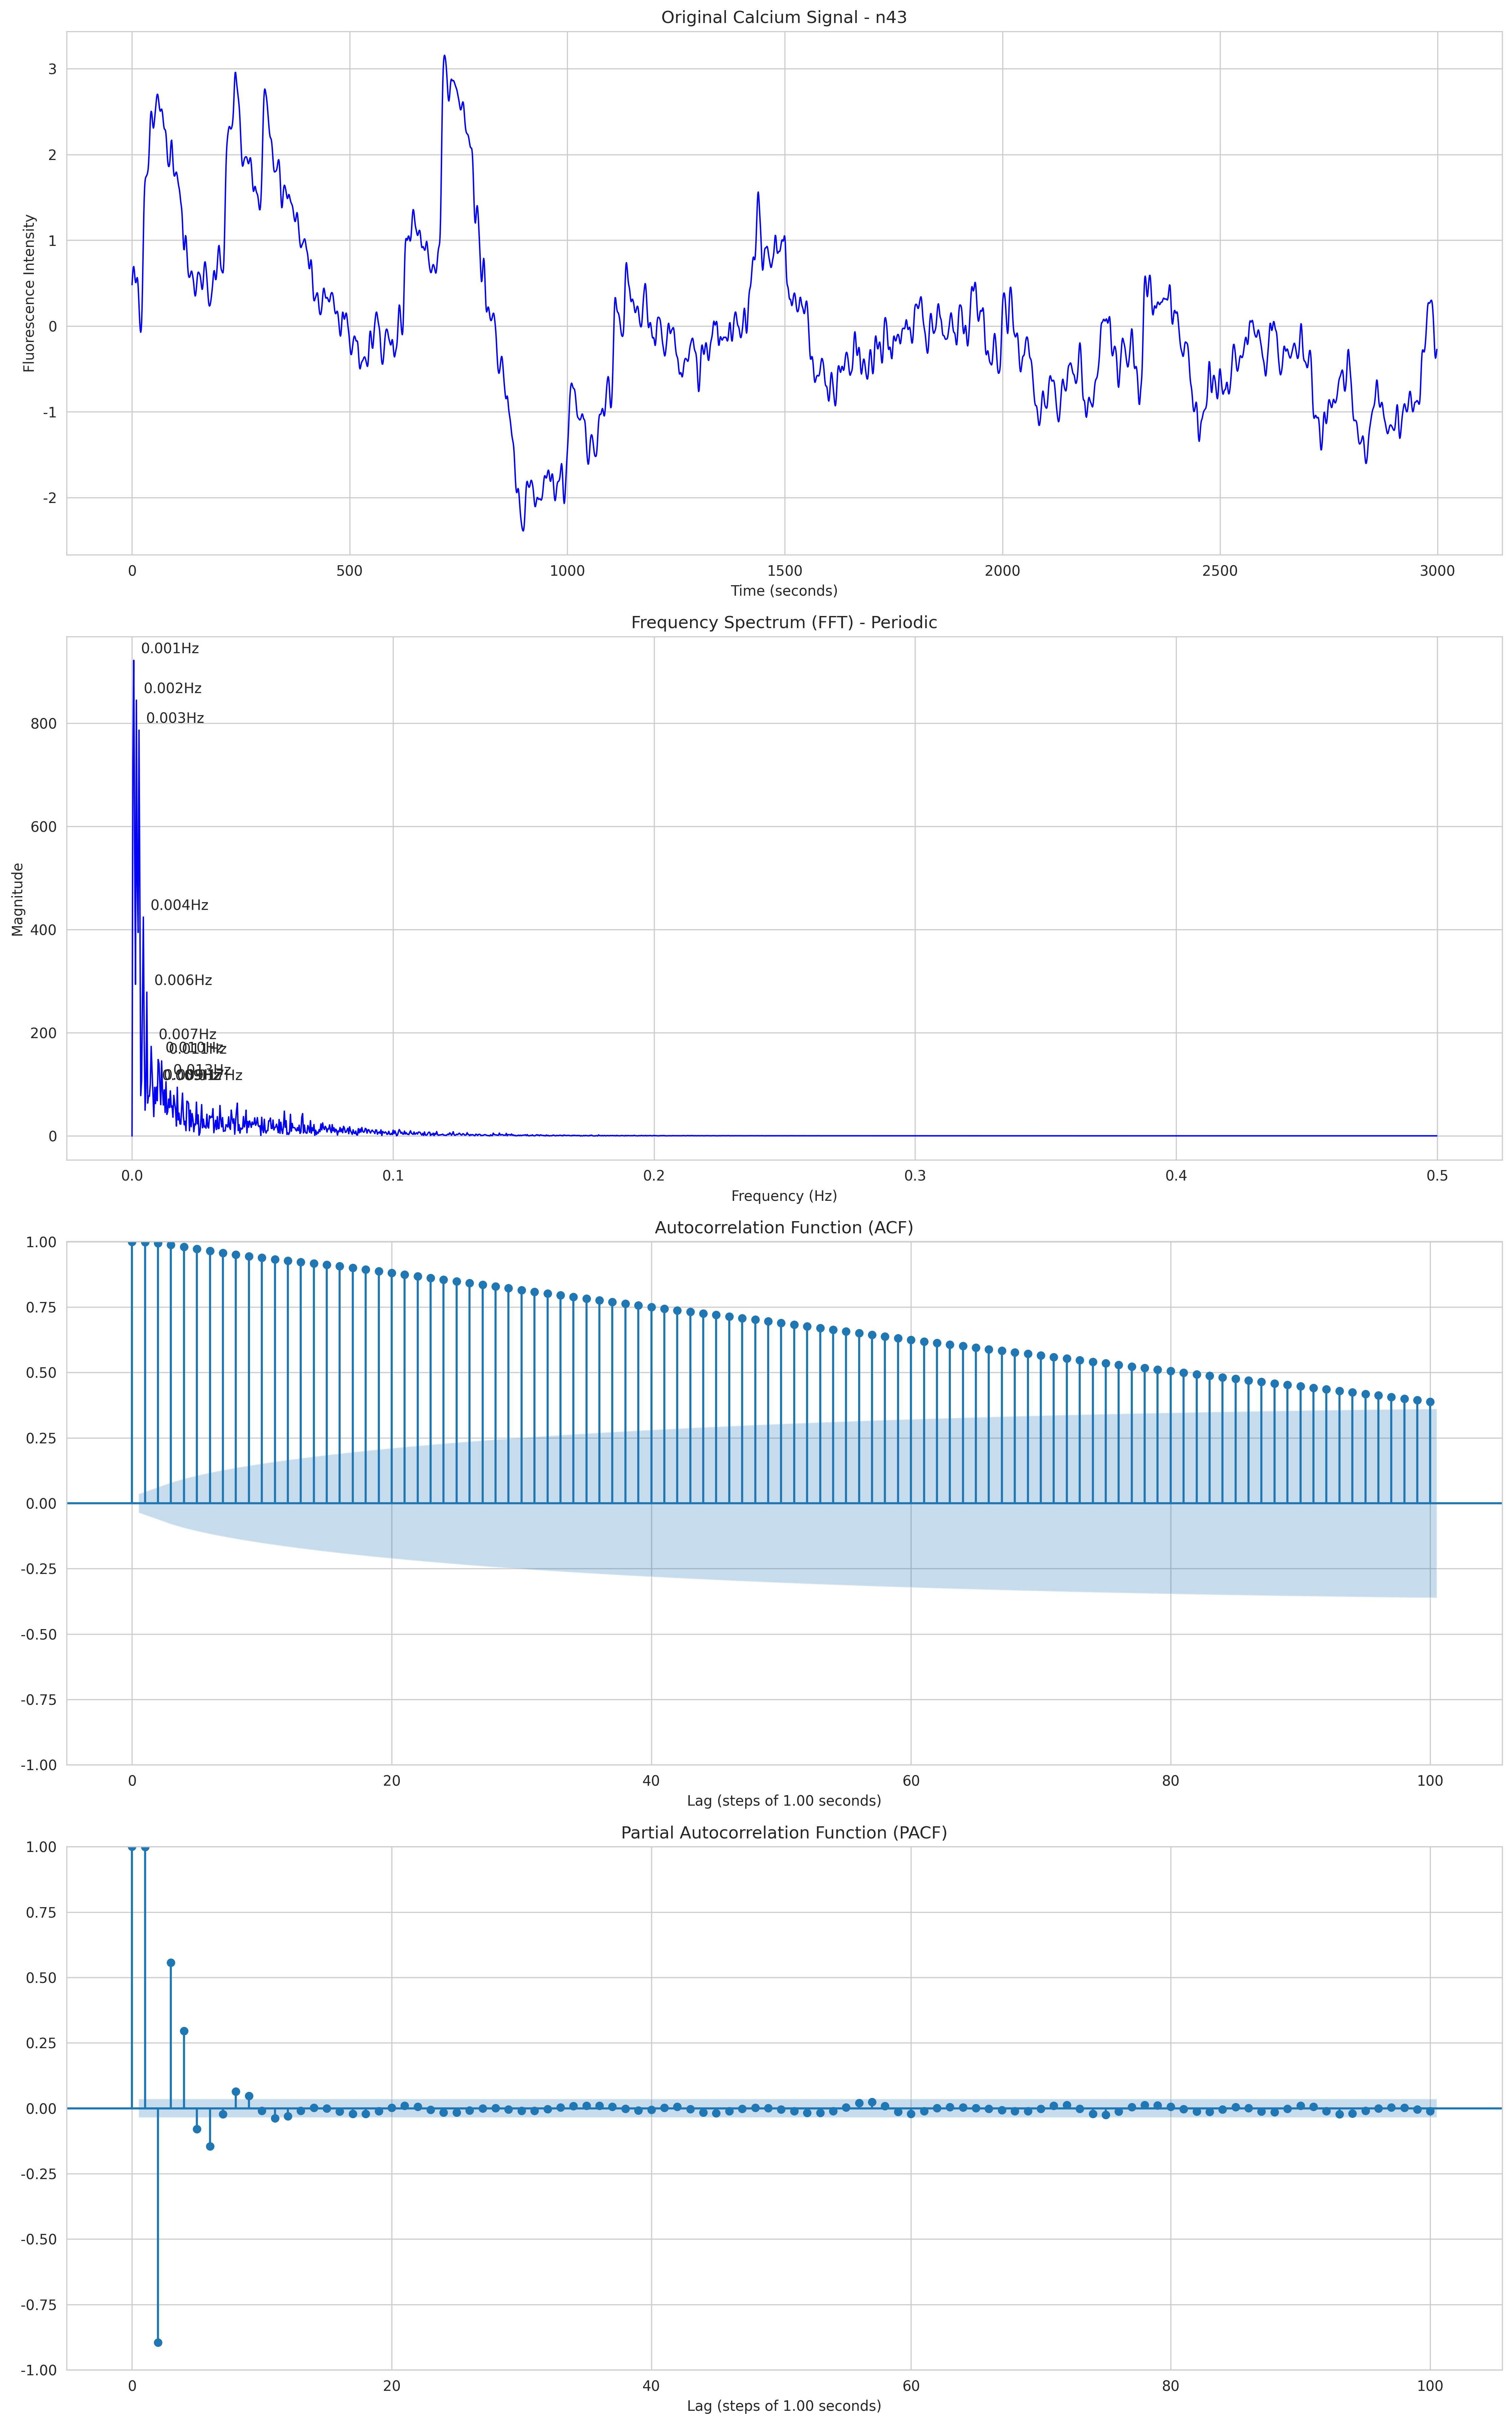 Original Calcium Signal - n43
Fluorescence Intensity
3
2
1
0
-1
-2
0 500 1000 1500 2000 2500 3000
Time (seconds)
Frequency Spectrum (FFT) - Periodic
Magnitude
0.001Hz
0.002Hz
0.003Hz
0.004Hz
0.006Hz
0.007Hz
0.011Hz
0.013Hz
800
600
400
200
0
0.0 0.1 0.2 0.3 0.4 0.5
Frequency (Hz)
Autocorrelation Function (ACF)
1.00
0.75
0.50
0.25
0.00
-0.25
-0.50
-0.75
-1.00
0 20 40 60 80 100
Lag (steps of 1.00 seconds)
Partial Autocorrelation Function (PACF)
1.00
0.75
0.50
0.25
0.00
-0.25
-0.50
-0.75
-1.00
0 20 40 60 80 100
Lag (steps of 1.00 seconds)